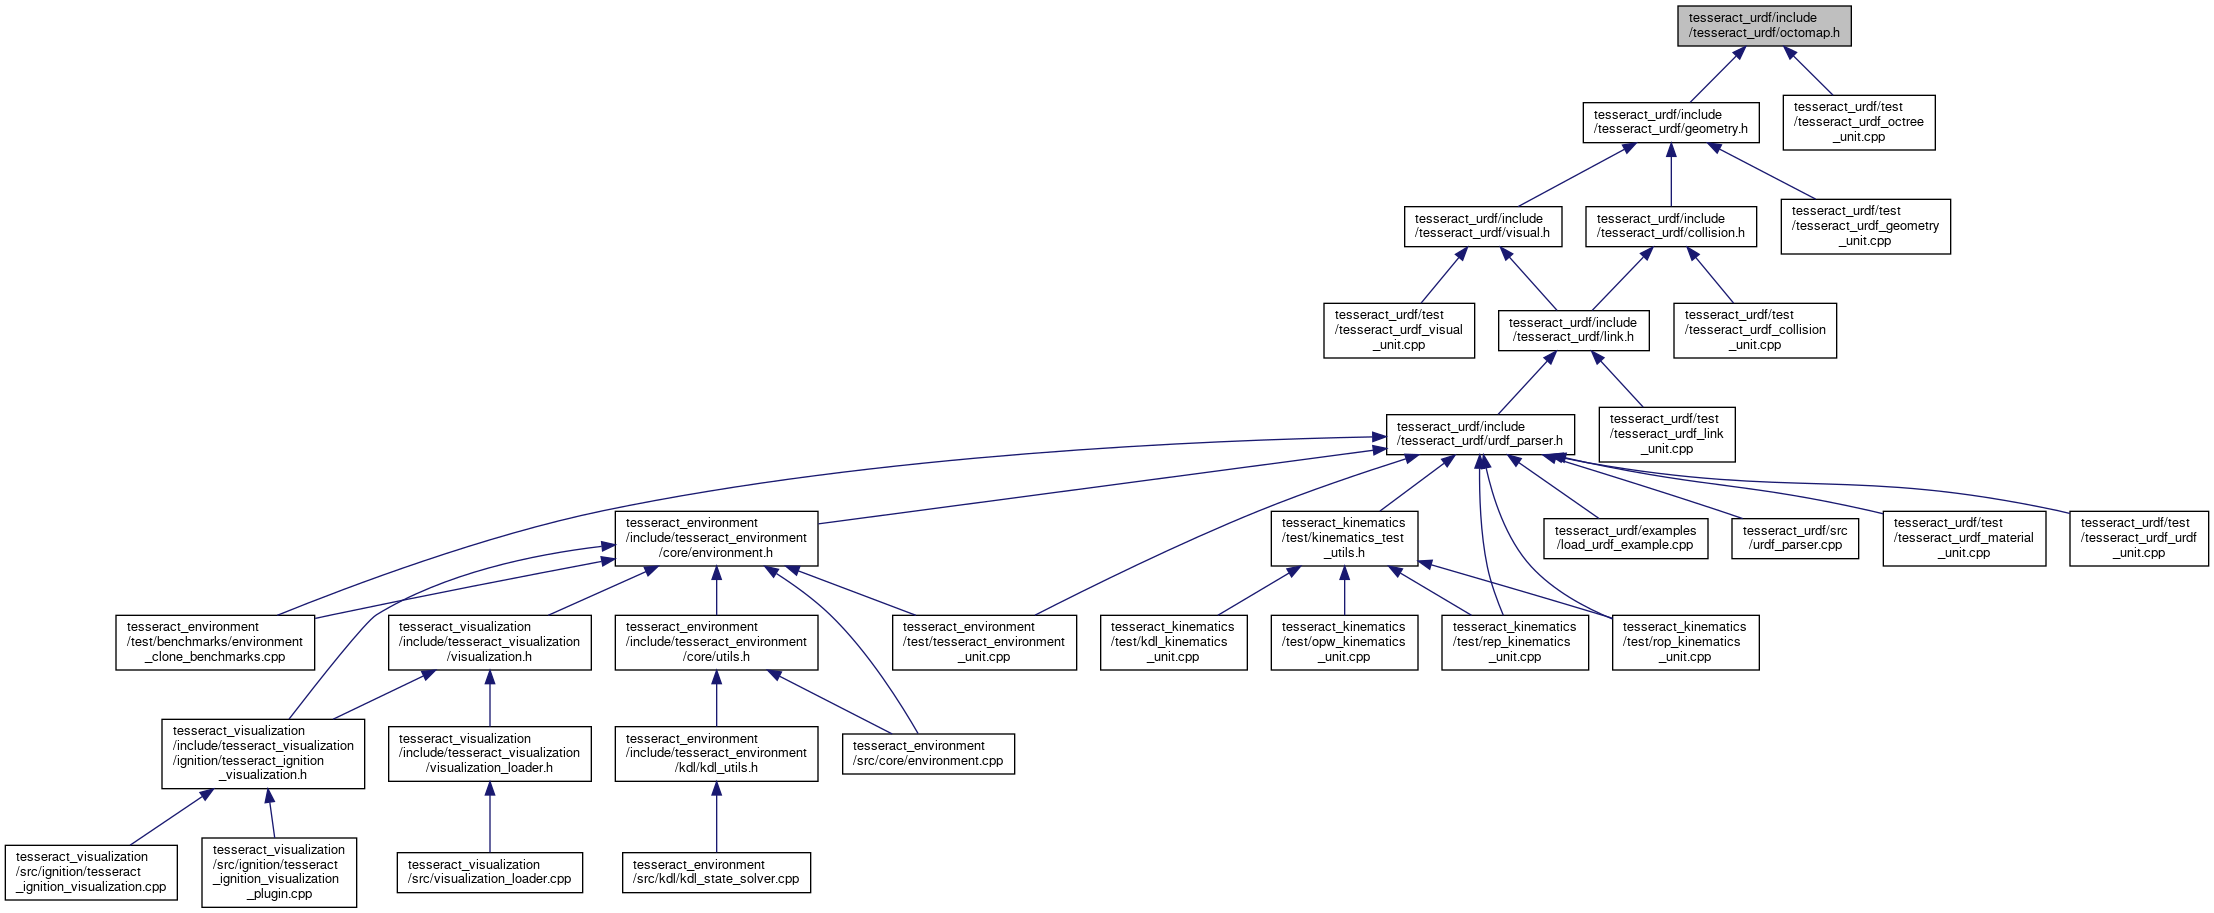 tesseract_urdf/include
/tesseract_urdf/octomap.h
tesseract_urdf/include
/tesseract_urdf/geometry.h
tesseract_urdf/test
/tesseract_urdf_octree
_unit.cpp
tesseract_urdf/include
/tesseract_urdf/visual.h
tesseract_urdf/include
/tesseract_urdf/collision.h
tesseract_urdf/test
/tesseract_urdf_geometry
_unit.cpp
tesseract_urdf/test
/tesseract_urdf_visual
_unit.cpp
tesseract_urdf/include
/tesseract_urdf/link.h
tesseract_urdf/test
/tesseract_urdf_collision
_unit.cpp
tesseract_urdf/include
/tesseract_urdf/urdf_parser.h
tesseract_urdf/test
/tesseract_urdf_link
_unit.cpp
tesseract_environment
/include/tesseract_environment
/core/environment.h
tesseract_kinematics
/test/kinematics_test
_utils.h
tesseract_urdf/examples
/load_urdf_example.cpp
tesseract_urdf/src
/urdf_parser.cpp
tesseract_urdf/test
/tesseract_urdf_material
_unit.cpp
tesseract_urdf/test
/tesseract_urdf_urdf
_unit.cpp
tesseract_environment
/test/benchmarks/environment
_clone_benchmarks.cpp
tesseract_visualization
/include/tesseract_visualization
/visualization.h
tesseract_environment
/include/tesseract_environment
/core/utils.h
tesseract_environment
/test/tesseract_environment
_unit.cpp
tesseract_kinematics
/test/kdl_kinematics
_unit.cpp
tesseract_kinematics
/test/opw_kinematics
_unit.cpp
tesseract_kinematics
/test/rep_kinematics
_unit.cpp
tesseract_kinematics
/test/rop_kinematics
_unit.cpp
tesseract_visualization
/include/tesseract_visualization
/ignition/tesseract_ignition
_visualization.h
tesseract_visualization
/include/tesseract_visualization
/visualization_loader.h
tesseract_environment
/include/tesseract_environment
/kdl/kdl_utils.h
tesseract_environment
/src/core/environment.cpp
tesseract_visualization
/src/ignition/tesseract
_ignition_visualization.cpp
tesseract_visualization
/src/ignition/tesseract
_ignition_visualization
_plugin.cpp
tesseract_visualization
/src/visualization_loader.cpp
tesseract_environment
/src/kdl/kdl_state_solver.cpp